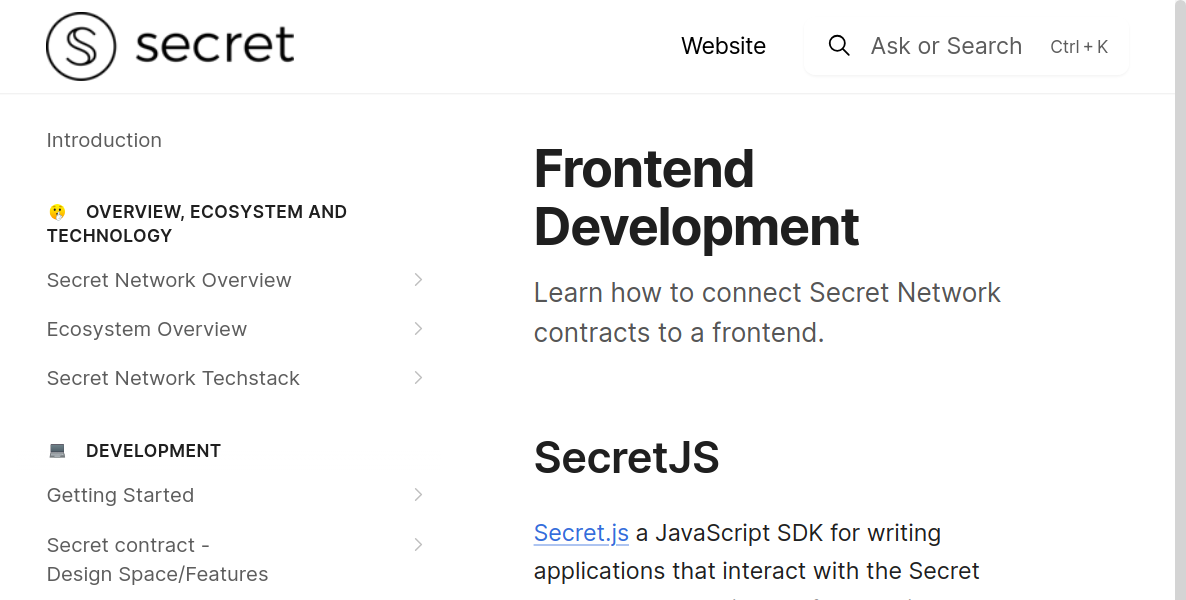 secret
Website
Ask or Search
Ctrl + K
Introduction
OVERVIEW, ECOSYSTEM AND
TECHNOLOGY
Secret Network Overview
Ecosystem Overview
Secret Network Techstack
DEVELOPMENT
Getting Started
Secret contract -
Design Space/Features
Frontend
Development
Learn how to connect Secret Network
contracts to a frontend.
SecretJS
Secret.js a JavaScript SDK for writing
applications that interact with the Secret